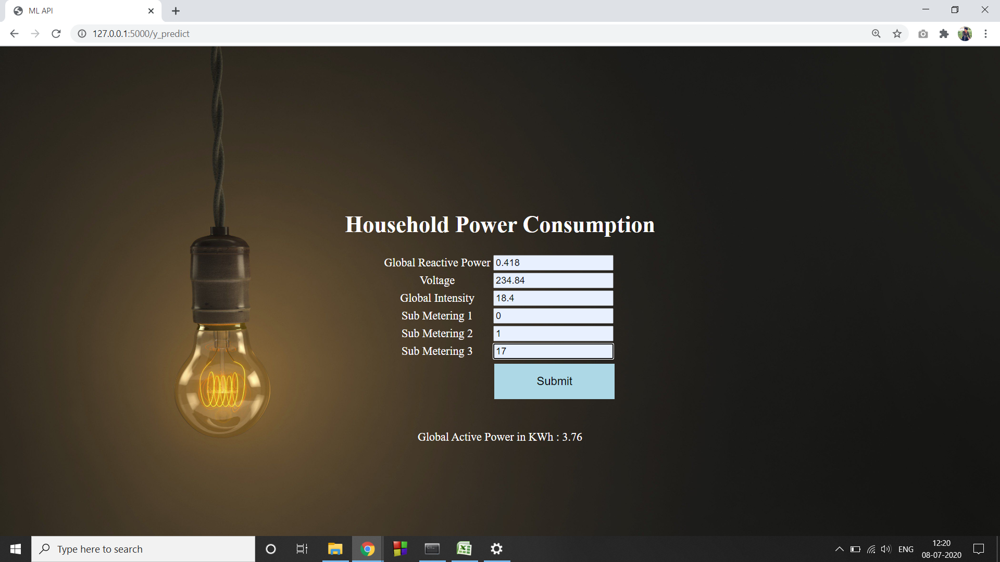 ML API
127.0.0.1:5000/y_predict
Household Power Consumption
Global Reactive Power 0.418
Voltage 234.84
Global Intensity 18.4
Sub Metering 1 0
Sub Metering 2 1
Sub Metering 3 17
Submit
Global Active Power in KWh : 3.76
Type here to search
ENG
12:20
08-07-2020